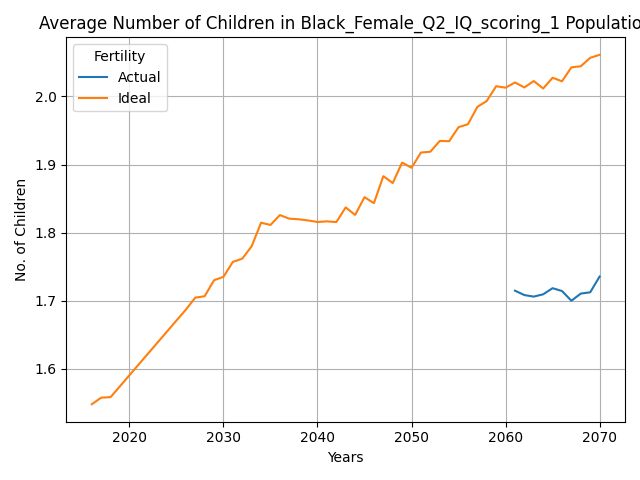 Average Number of Children in Black_Female_Q2_IQ_scoring_1 Populatio
Fertility
Actual
Ideal
No. of Children
2.0
1.9
1.8
1.7
1.6
2020 2030 2040 2050 2060 2070
Years